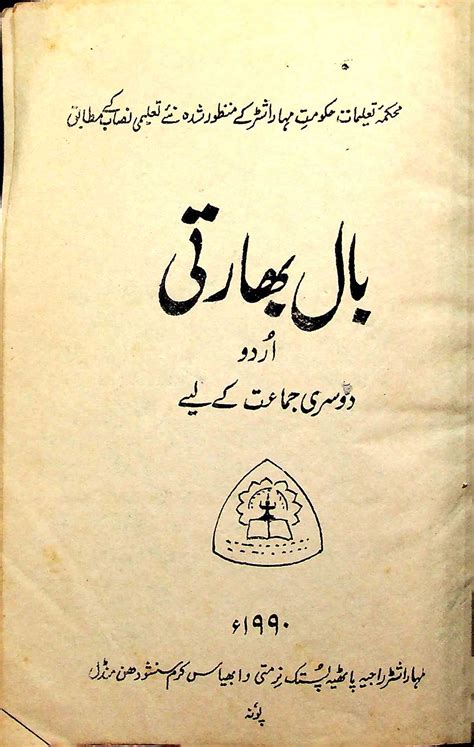 محکمۂ تعلیمات، حکومتِ مہاراشٹر کے منظور شدہ نئے تعلیمی نصاب کے مطابق
بال بھارتی
اُردو
دوسری جماعت کے لیے
۱۹۹۰ء
مہاراشٹر راجیہ پاٹھیہ پُستک نِرمتی و ابھیاس کرم سنشودھن منڈل
پونہ